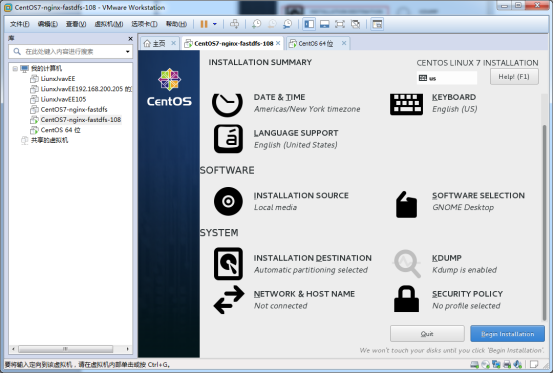 CentOS7-nginx-fastdfs-108 - VMware Workstation
文件(F) 编辑(E) 查看(V) 虚拟机(M) 选项卡(T) 帮助(H)
库
在此处键入内容进行搜索
我的计算机
LiunxJvavEE
LiunxJvavEE192.168.200.205 的
LiunxJvavEE105
CentOS7-nginx-fastdfs
CentOS7-nginx-fastdfs-108
CentOS 64 位
共享的虚拟机
主页
CentOS7-nginx-fastdfs-108
CentOS 64 位
CentOS
INSTALLATION SUMMARY
CENTOS LINUX 7 INSTALLATION
us
Help! (F1)
DATE & TIME
Americas/New York timezone
KEYBOARD
English (US)
LANGUAGE SUPPORT
English (United States)
SOFTWARE
INSTALLATION SOURCE
Local media
SOFTWARE SELECTION
GNOME Desktop
SYSTEM
INSTALLATION DESTINATION
Automatic partitioning selected
KDUMP
Kdump is enabled
NETWORK & HOST NAME
Not connected
SECURITY POLICY
No profile selected
Quit
Begin Installation
We won't touch your disks until you click 'Begin Installation'.
要将输入定向到该虚拟机，请在虚拟机内部单击或按 Ctrl+G。